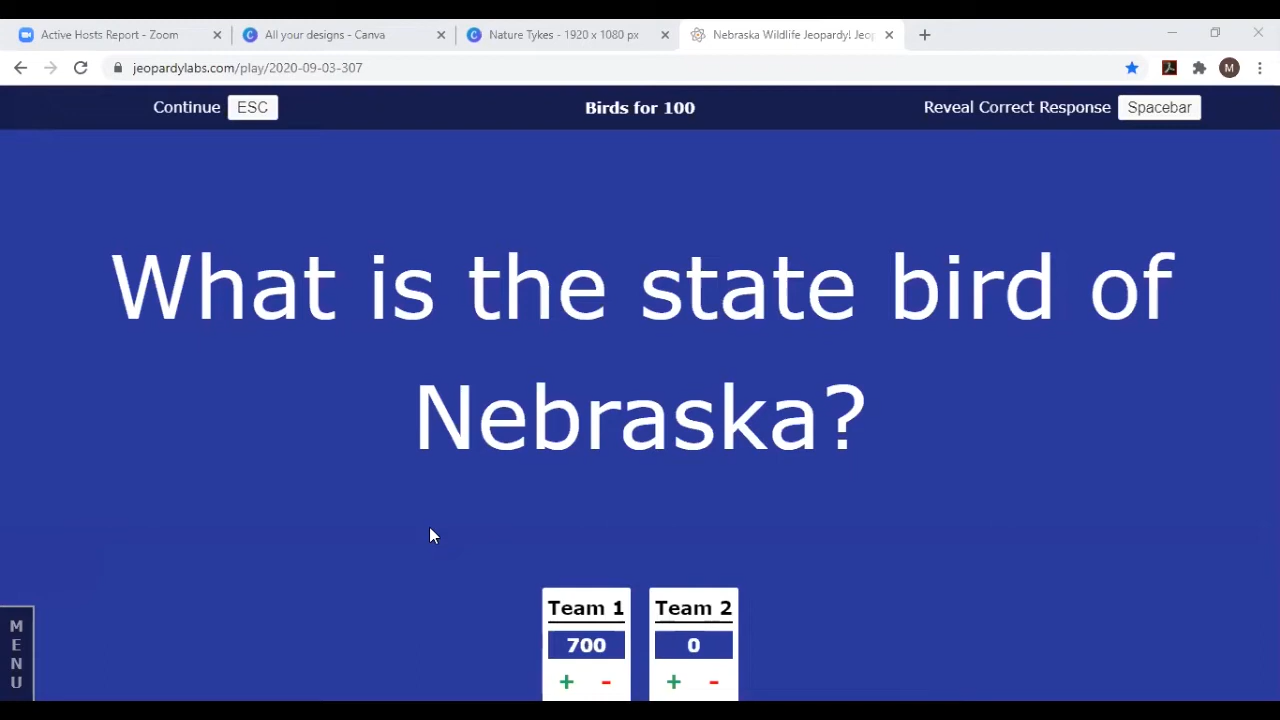 Active Hosts Report - Zoom
All your designs - Canva
Nature Tykes - 1920 x 1080 px
Nebraska Wildlife Jeopardy! Jeop
jeopardylabs.com/play/2020-09-03-307
M
Continue ESC
Birds for 100
Reveal Correct Response Spacebar
What is the state bird of
Nebraska?
Team 1
700
+ -
Team 2
0
+ -
MENU